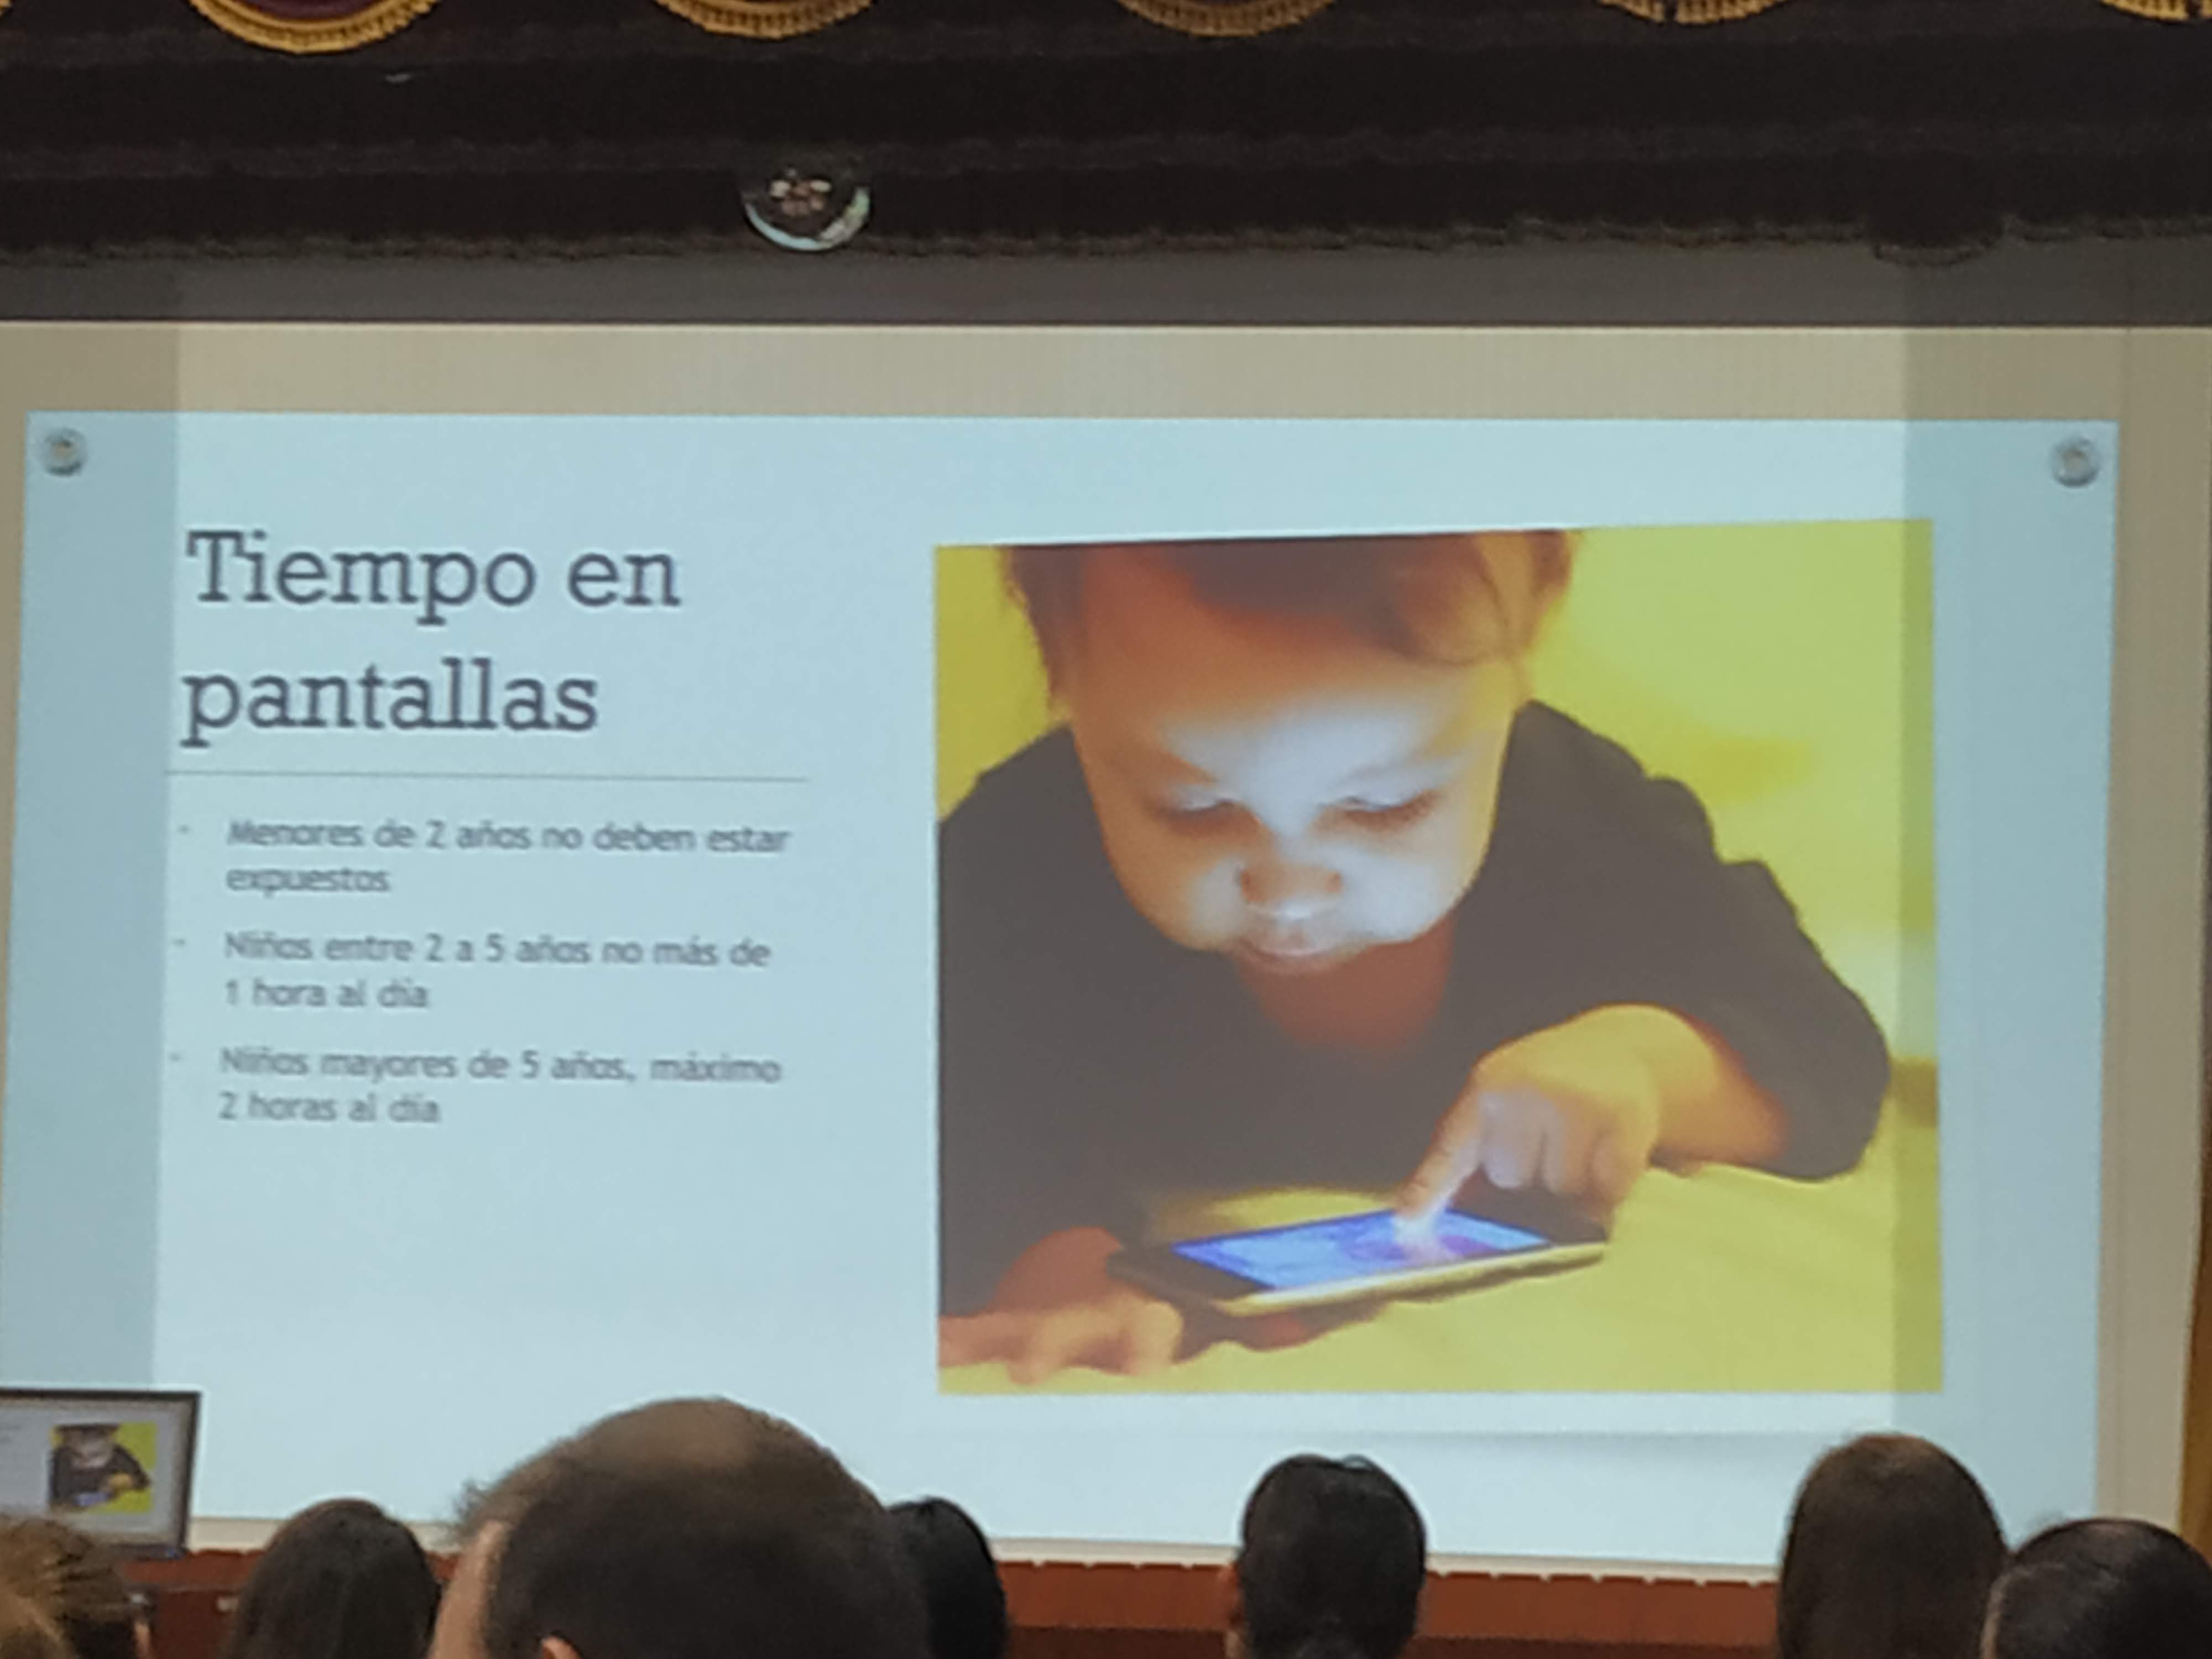 Tiempo en
pantallas
- Menores de 2 años no deben estar
expuestos
- Niños entre 2 a 5 años no más de
1 hora al día
- Niños mayores de 5 años, máximo
2 horas al día